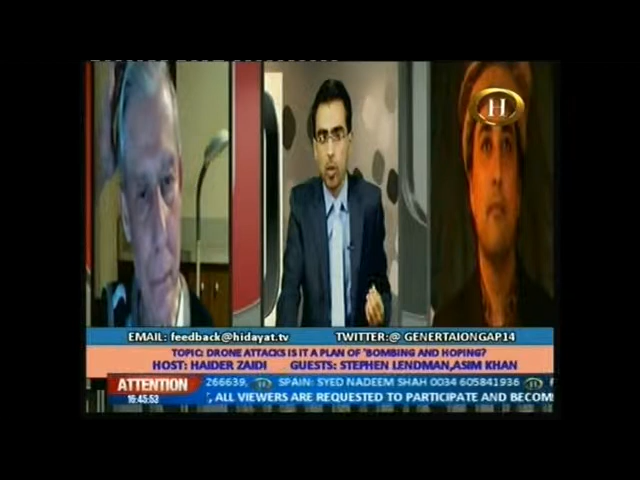 H
EMAIL: feedback@hidayat.tv TWITTER:@ GENERTAIONGAP14
TOPIC: DRONE ATTACKS IS IT A PLAN OF 'BOMBING AND HOPING?
HOST: HAIDER ZAIDI GUESTS: STEPHEN LENDMAN,ASIM KHAN
ATTENTION 266639, H SPAIN: SYED NADEEM SHAH 0034 605841936 H
16:45:53 , ALL VIEWERS ARE REQUESTED TO PARTICIPATE AND BECOM